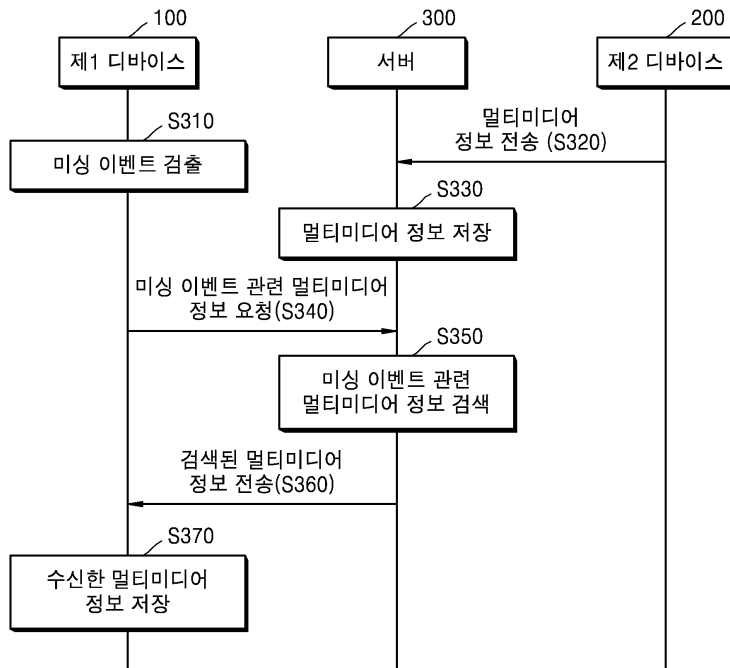 100
300
200
제1 디바이스
서버
제2 디바이스
S310
미싱 이벤트 검출
멀티미디어
정보 전송 (S320)
S330
멀티미디어 정보 저장
미싱 이벤트 관련 멀티미디어
정보 요청(S340)
S350
미싱 이벤트 관련
멀티미디어 정보 검색
검색된 멀티미디어
정보 전송(S360)
S370
수신한 멀티미디어
정보 저장